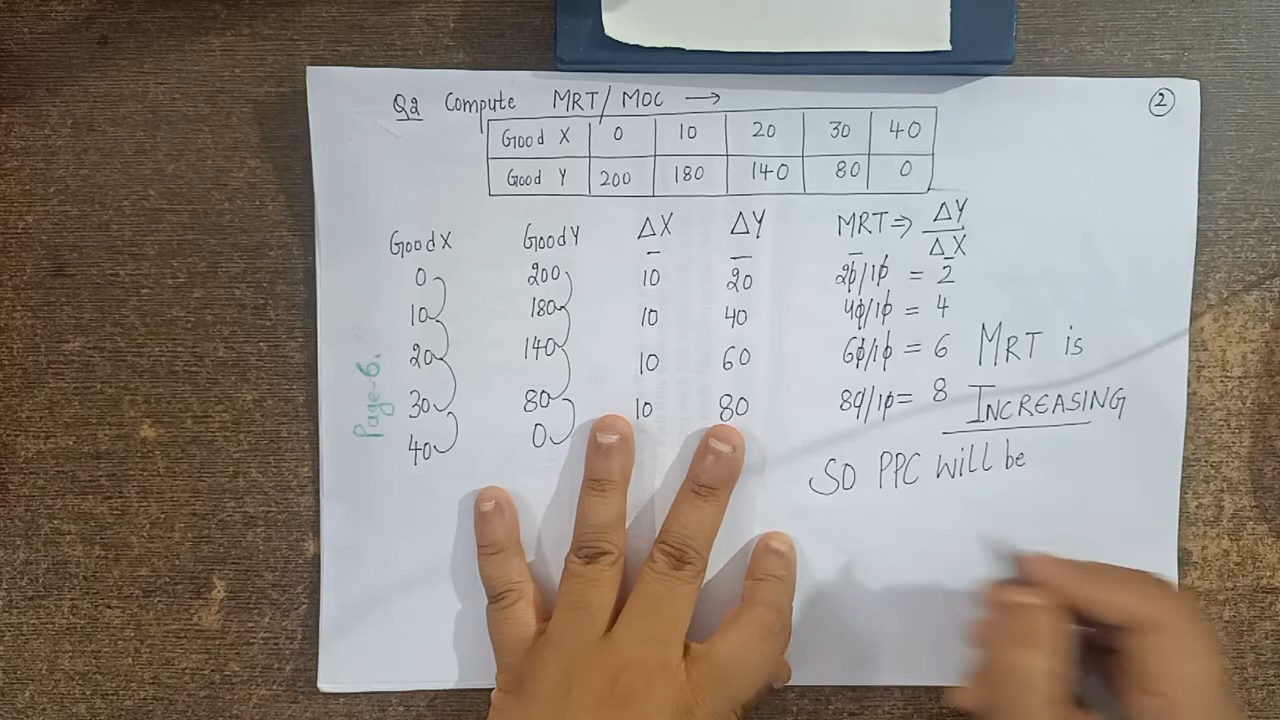 Q2 Compute MRT/MOC →
②
Good X 0 10 20 30 40
Good Y 200 180 140 80 0
Good X Good Y ΔX ΔY MRT ⇒ ΔY/ΔX
0 200 10 20 20/10 = 2
10 180 10 40 40/10 = 4
20 140 10 60 60/10 = 6 MRT is
30 80 10 80 80/10 = 8 INCREASING
40 0
SO PPC will be
Page-6.